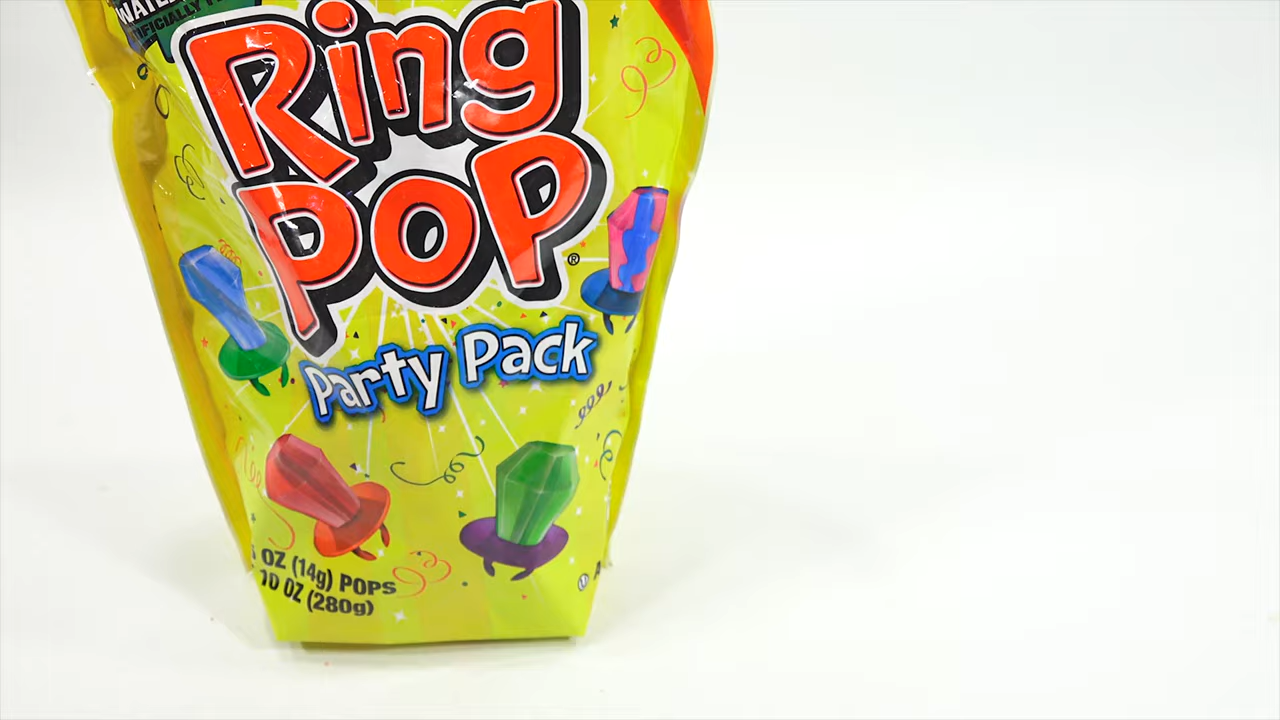 Ring
POP®
Party Pack
OZ (14g) POPS
10 OZ (280g)